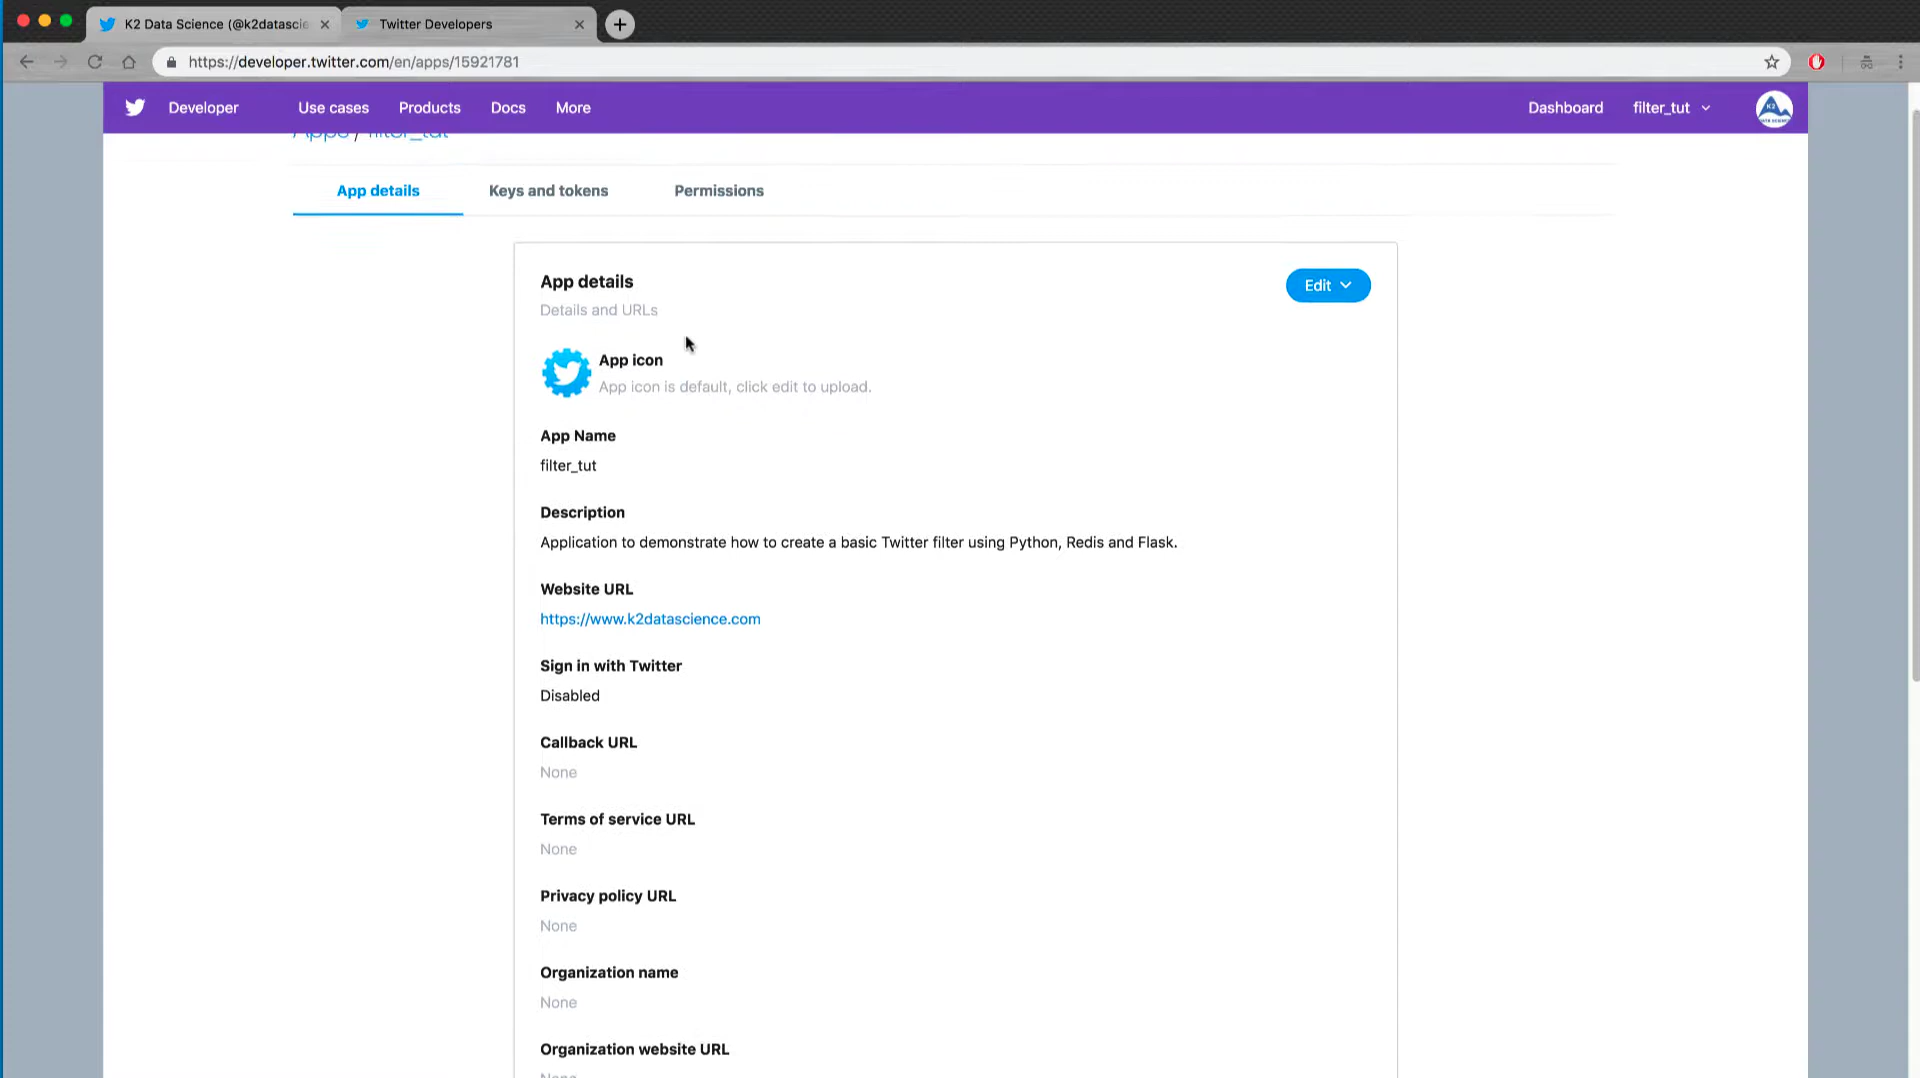 K2 Data Science (@k2datascie
Twitter Developers
https://developer.twitter.com/en/apps/15921781
Developer
Use cases
Products
Docs
More
Dashboard
filter_tut
K2
Apps / filter_tut
App details
Keys and tokens
Permissions
App details
Edit
Details and URLs
App icon
App icon is default, click edit to upload.
App Name
filter_tut
Description
Application to demonstrate how to create a basic Twitter filter using Python, Redis and Flask.
Website URL
https://www.k2datascience.com
Sign in with Twitter
Disabled
Callback URL
None
Terms of service URL
None
Privacy policy URL
None
Organization name
None
Organization website URL
None